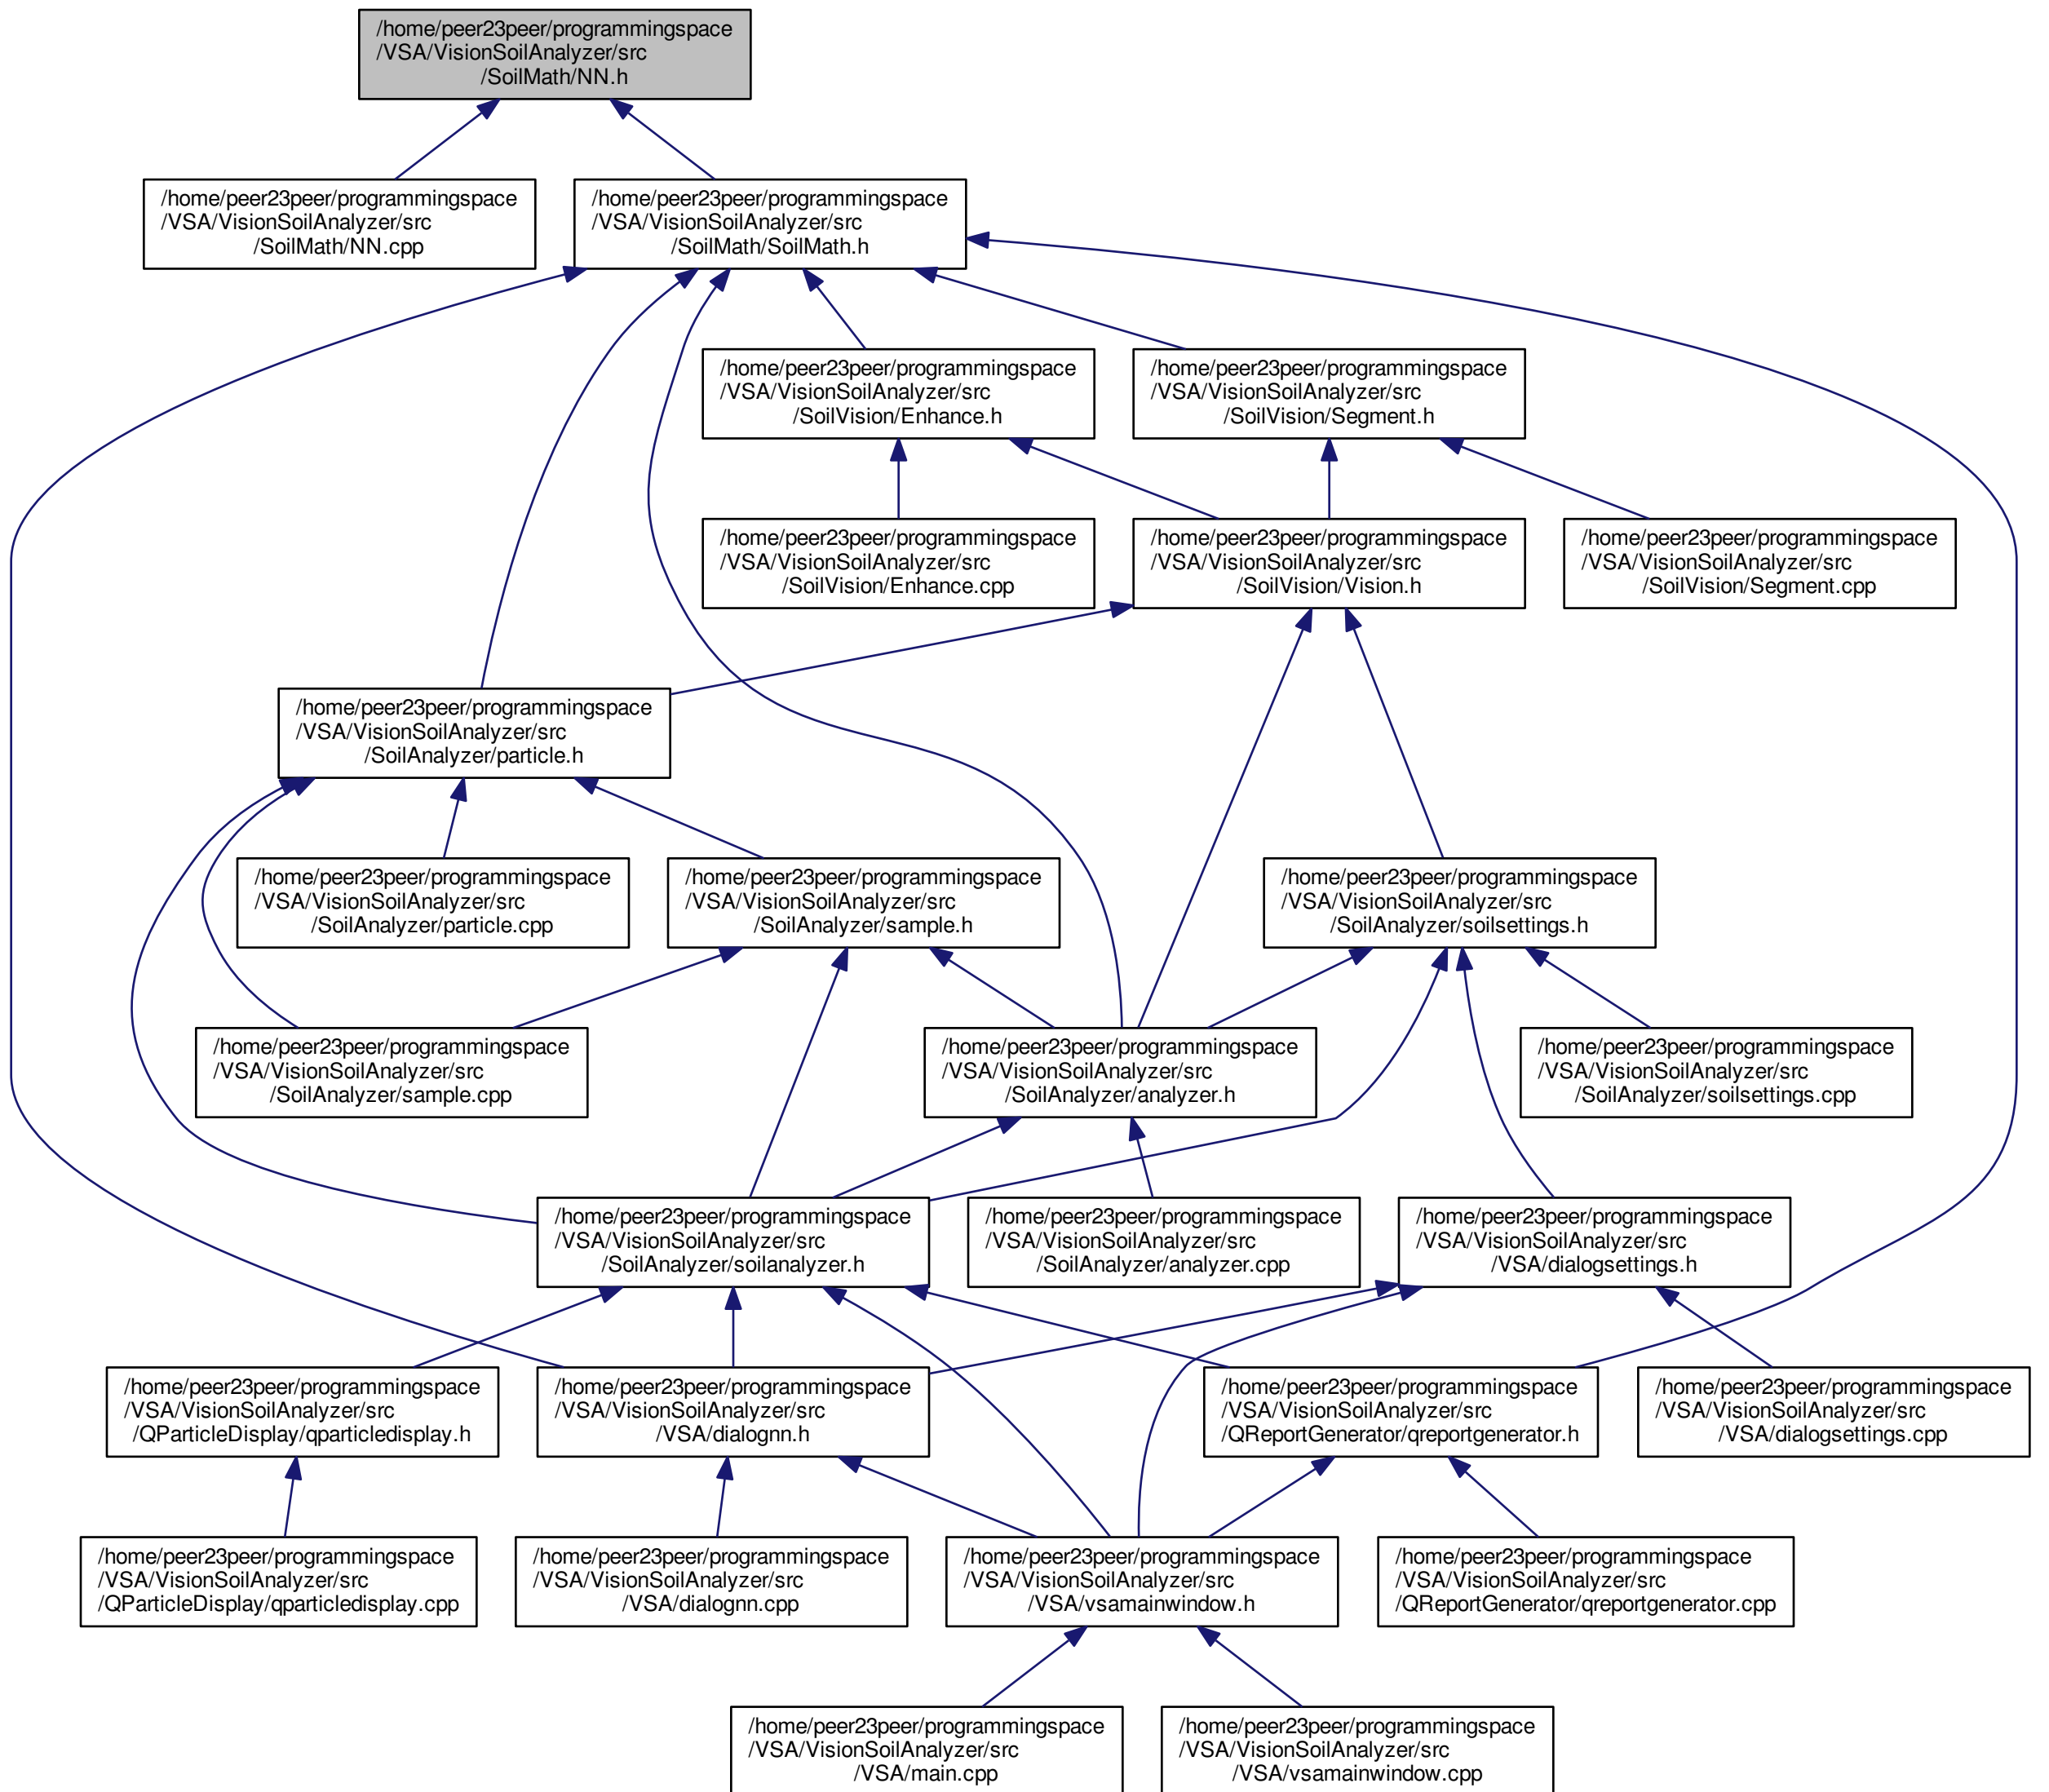 /home/peer23peer/programmingspace
/VSA/VisionSoilAnalyzer/src
/SoilMath/NN.h
/home/peer23peer/programmingspace
/VSA/VisionSoilAnalyzer/src
/SoilMath/NN.cpp
/home/peer23peer/programmingspace
/VSA/VisionSoilAnalyzer/src
/SoilMath/SoilMath.h
/home/peer23peer/programmingspace
/VSA/VisionSoilAnalyzer/src
/SoilVision/Enhance.h
/home/peer23peer/programmingspace
/VSA/VisionSoilAnalyzer/src
/SoilVision/Segment.h
/home/peer23peer/programmingspace
/VSA/VisionSoilAnalyzer/src
/SoilVision/Enhance.cpp
/home/peer23peer/programmingspace
/VSA/VisionSoilAnalyzer/src
/SoilVision/Vision.h
/home/peer23peer/programmingspace
/VSA/VisionSoilAnalyzer/src
/SoilVision/Segment.cpp
/home/peer23peer/programmingspace
/VSA/VisionSoilAnalyzer/src
/SoilAnalyzer/particle.h
/home/peer23peer/programmingspace
/VSA/VisionSoilAnalyzer/src
/SoilAnalyzer/particle.cpp
/home/peer23peer/programmingspace
/VSA/VisionSoilAnalyzer/src
/SoilAnalyzer/sample.h
/home/peer23peer/programmingspace
/VSA/VisionSoilAnalyzer/src
/SoilAnalyzer/soilsettings.h
/home/peer23peer/programmingspace
/VSA/VisionSoilAnalyzer/src
/SoilAnalyzer/sample.cpp
/home/peer23peer/programmingspace
/VSA/VisionSoilAnalyzer/src
/SoilAnalyzer/analyzer.h
/home/peer23peer/programmingspace
/VSA/VisionSoilAnalyzer/src
/SoilAnalyzer/soilsettings.cpp
/home/peer23peer/programmingspace
/VSA/VisionSoilAnalyzer/src
/SoilAnalyzer/soilanalyzer.h
/home/peer23peer/programmingspace
/VSA/VisionSoilAnalyzer/src
/SoilAnalyzer/analyzer.cpp
/home/peer23peer/programmingspace
/VSA/VisionSoilAnalyzer/src
/VSA/dialogsettings.h
/home/peer23peer/programmingspace
/VSA/VisionSoilAnalyzer/src
/QParticleDisplay/qparticledisplay.h
/home/peer23peer/programmingspace
/VSA/VisionSoilAnalyzer/src
/VSA/dialognn.h
/home/peer23peer/programmingspace
/VSA/VisionSoilAnalyzer/src
/QReportGenerator/qreportgenerator.h
/home/peer23peer/programmingspace
/VSA/VisionSoilAnalyzer/src
/VSA/dialogsettings.cpp
/home/peer23peer/programmingspace
/VSA/VisionSoilAnalyzer/src
/QParticleDisplay/qparticledisplay.cpp
/home/peer23peer/programmingspace
/VSA/VisionSoilAnalyzer/src
/VSA/dialognn.cpp
/home/peer23peer/programmingspace
/VSA/VisionSoilAnalyzer/src
/VSA/vsamainwindow.h
/home/peer23peer/programmingspace
/VSA/VisionSoilAnalyzer/src
/QReportGenerator/qreportgenerator.cpp
/home/peer23peer/programmingspace
/VSA/VisionSoilAnalyzer/src
/VSA/main.cpp
/home/peer23peer/programmingspace
/VSA/VisionSoilAnalyzer/src
/VSA/vsamainwindow.cpp